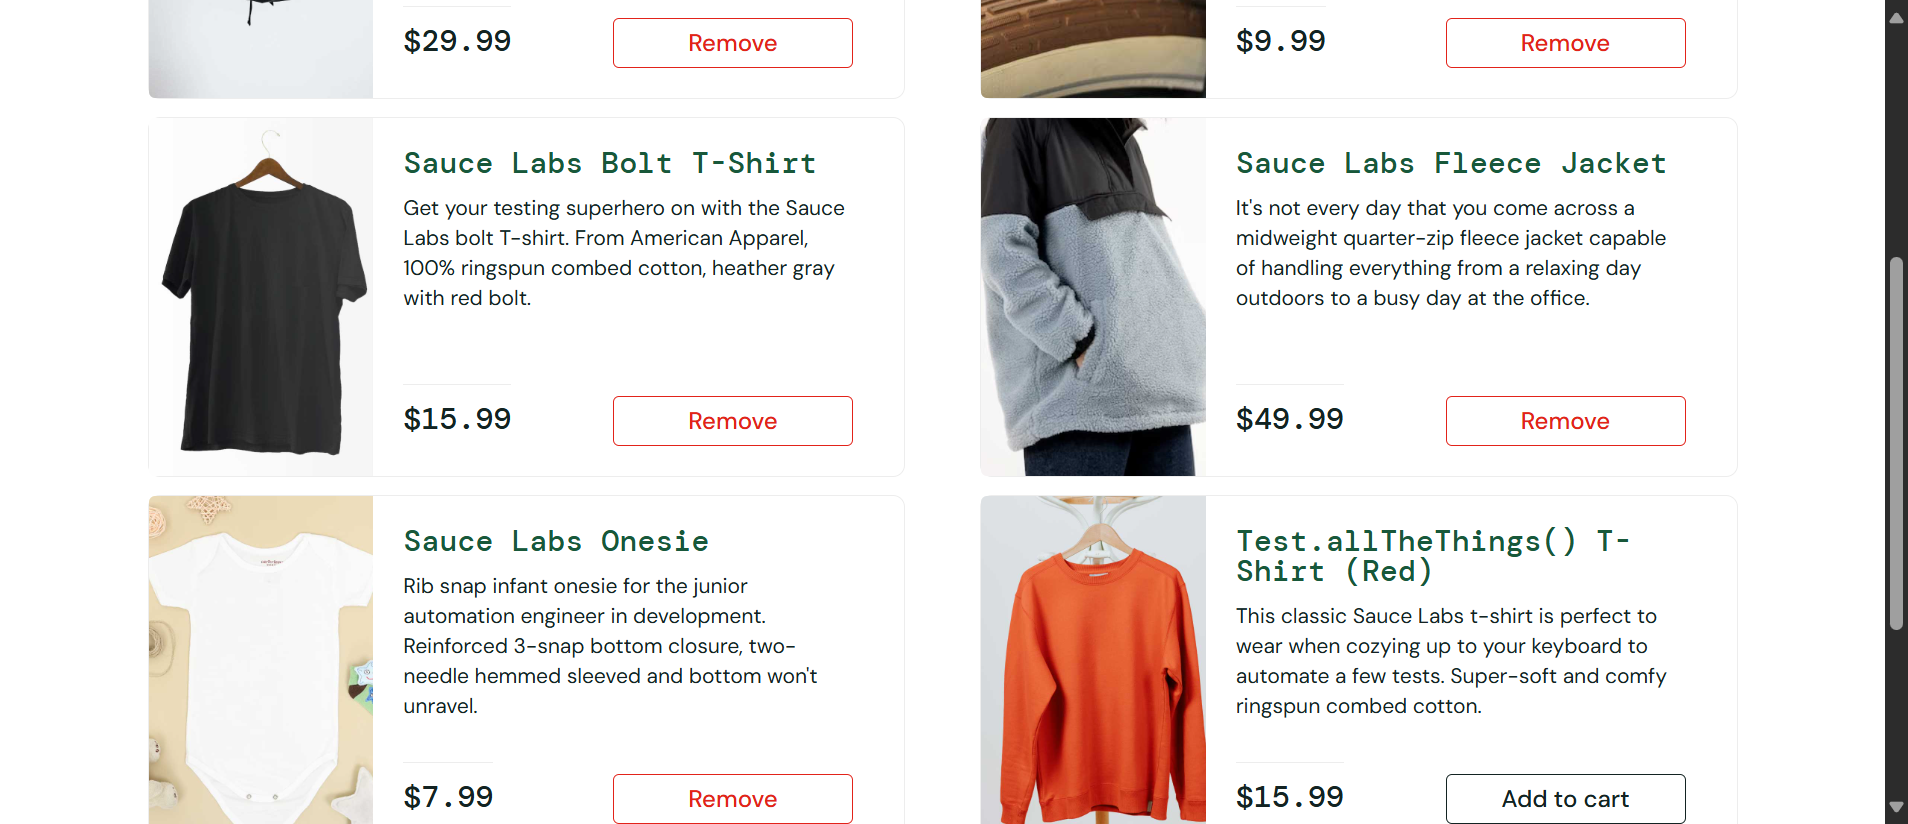 $29.99
Remove
$9.99
Remove
Sauce Labs Bolt T-Shirt
Get your testing superhero on with the Sauce
Labs bolt T-shirt. From American Apparel,
100% ringspun combed cotton, heather gray
with red bolt.
$15.99
Remove
Sauce Labs Fleece Jacket
It's not every day that you come across a
midweight quarter-zip fleece jacket capable
of handling everything from a relaxing day
outdoors to a busy day at the office.
$49.99
Remove
Sauce Labs Onesie
Rib snap infant onesie for the junior
automation engineer in development.
Reinforced 3-snap bottom closure, two-
needle hemmed sleeved and bottom won't
unravel.
$7.99
Remove
Test.allTheThings() T-
Shirt (Red)
This classic Sauce Labs t-shirt is perfect to
wear when cozying up to your keyboard to
automate a few tests. Super-soft and comfy
ringspun combed cotton.
$15.99
Add to cart